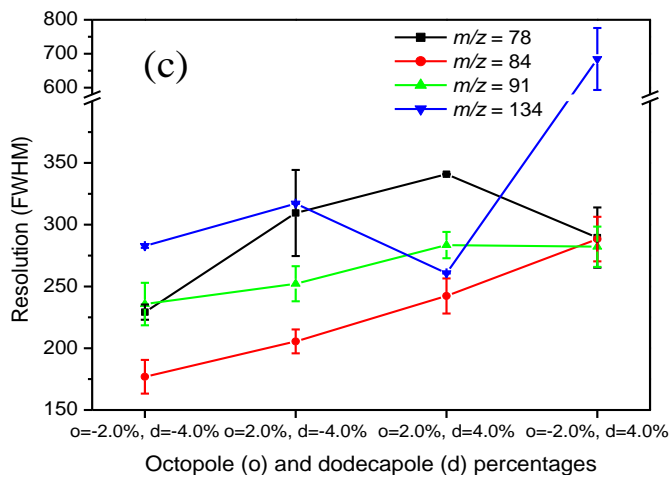 800
700
600
350
300
250
200
150
Resolution (FWHM)
(c)
m/z = 78
m/z = 84
m/z = 91
m/z = 134
o=-2.0%, d=-4.0% o=2.0%, d=-4.0% o=2.0%, d=4.0% o=-2.0%, d=4.0%
Octopole (o) and dodecapole (d) percentages